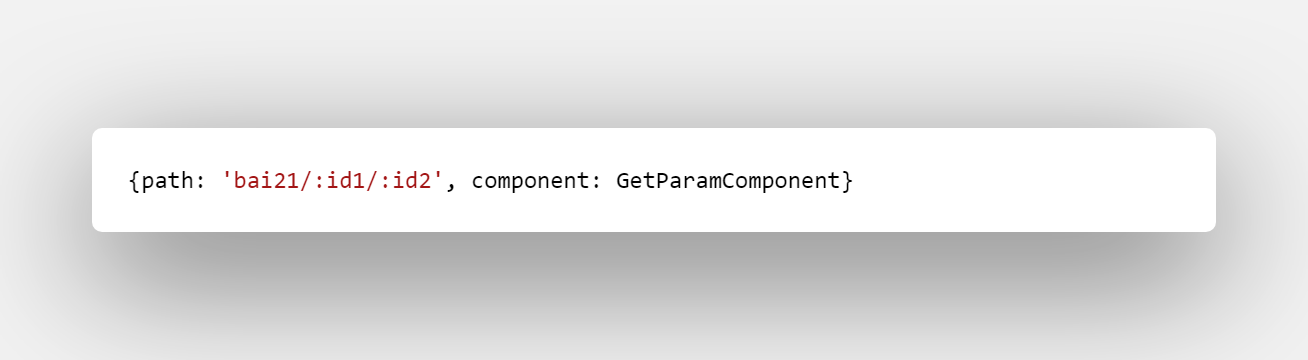 {path: 'bai21/:id1/:id2', component: GetParamComponent}